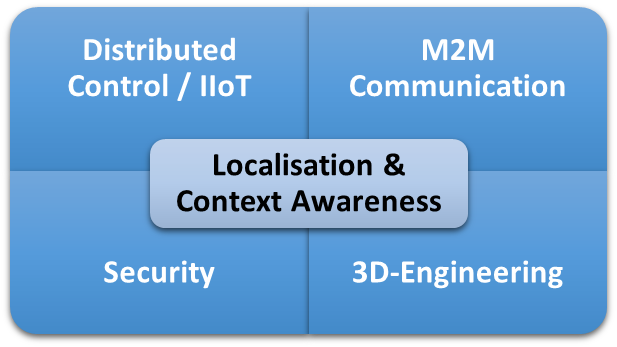 Distributed
Control / IIoT
M2M
Communication
Localisation &
Context Awareness
Security
3D-Engineering